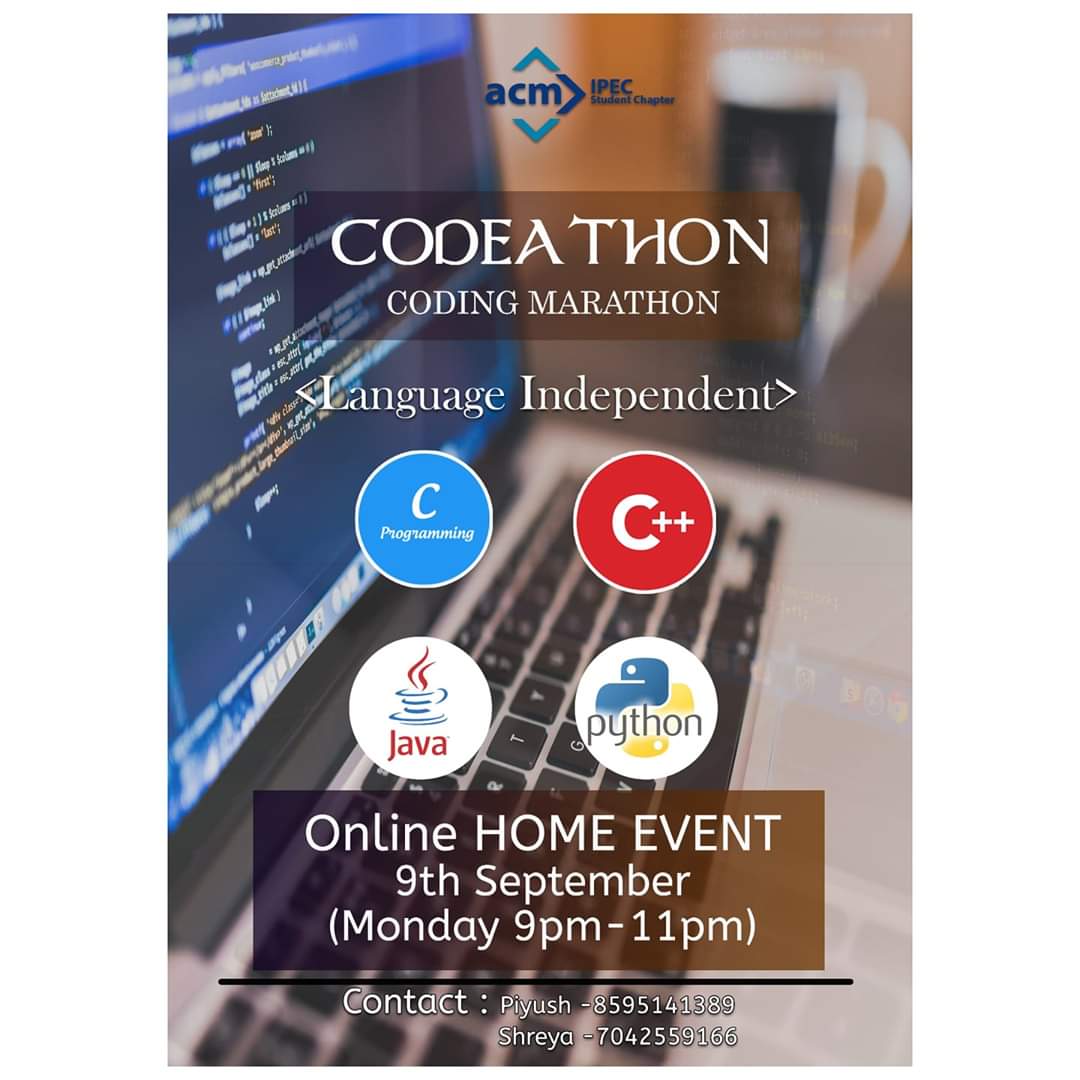 acm IPEC
Student Chapter
CODEATHON
CODING MARATHON
<Language Independent>
C
Programming
C++
Java
python
Online HOME EVENT
9th September
(Monday 9pm-11pm)
Contact : Piyush -8595141389
Shreya -7042559166